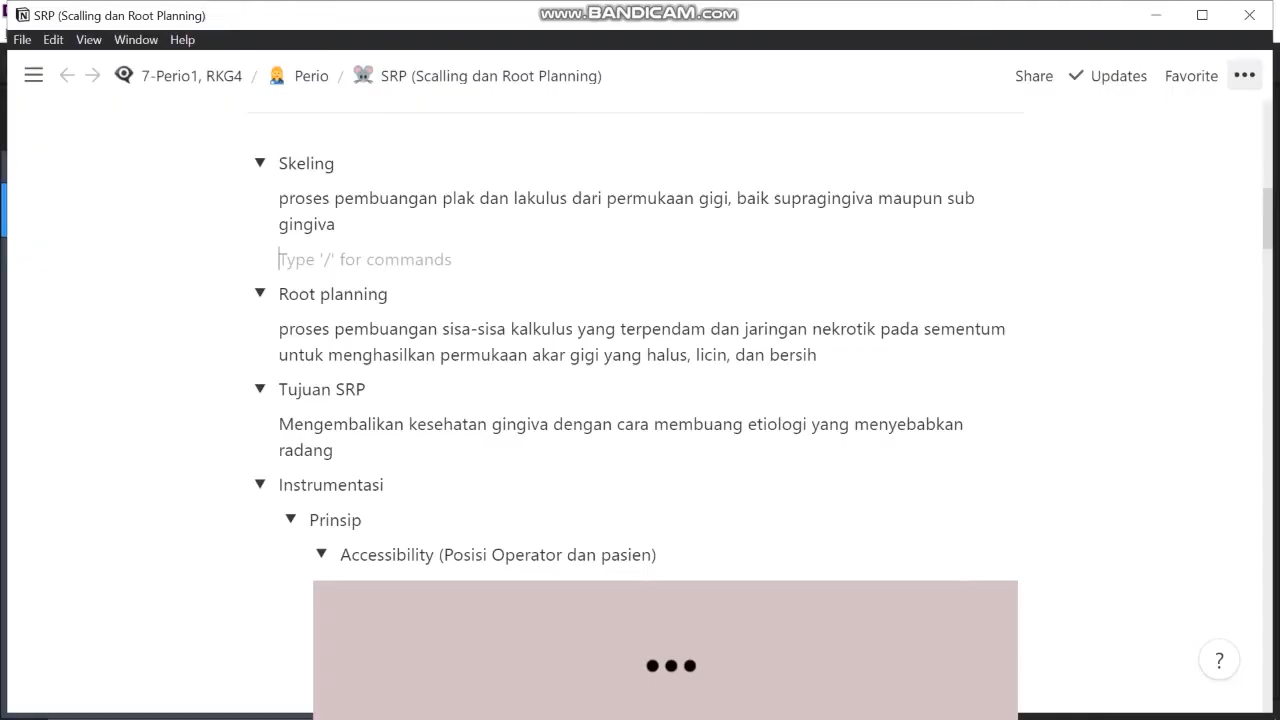 SRP (Scalling dan Root Planning)
www.BANDICAM.com
File Edit View Window Help
7-Perio1, RKG4 / Perio / SRP (Scalling dan Root Planning)
Share Updates Favorite
Skeling
proses pembuangan plak dan lakulus dari permukaan gigi, baik supragingiva maupun sub
gingiva
Type '/' for commands
Root planning
proses pembuangan sisa-sisa kalkulus yang terpendam dan jaringan nekrotik pada sementum
untuk menghasilkan permukaan akar gigi yang halus, licin, dan bersih
Tujuan SRP
Mengembalikan kesehatan gingiva dengan cara membuang etiologi yang menyebabkan
radang
Instrumentasi
Prinsip
Accessibility (Posisi Operator dan pasien)
?